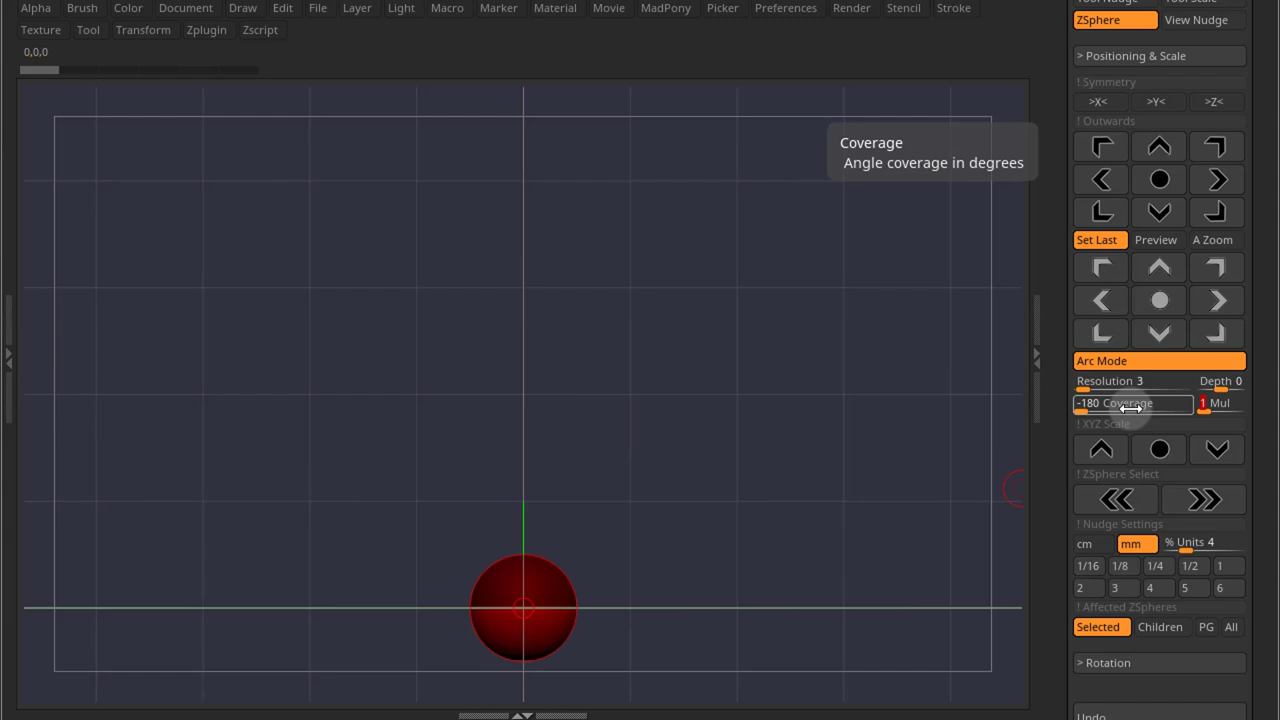 Alpha Brush Color Document Draw Edit File Layer Light Macro Marker Material Movie MadPony Picker Preferences Render Stencil Stroke
Texture Tool Transform Zplugin Zscript
0,0,0
Coverage
Angle coverage in degrees
ZSphere View Nudge
> Positioning & Scale
! Symmetry
>X< >Y< >Z<
! Outwards
Set Last Preview A Zoom
Arc Mode
Resolution 3 Depth 0
-180 Coverage 1 Mul
! XYZ Scale
! ZSphere Select
! Nudge Settings
cm mm % Units 4
1/16 1/8 1/4 1/2 1
2 3 4 5 6
! Affected ZSpheres
Selected Children PG All
> Rotation
Undo